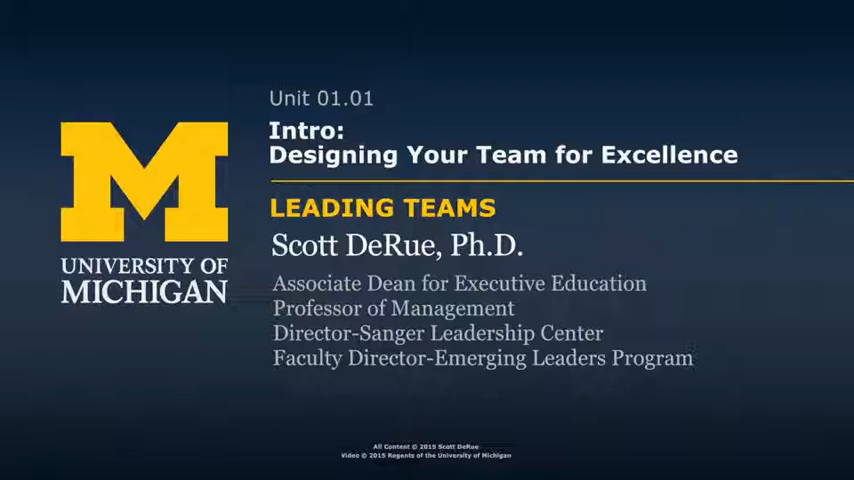 Unit 01.01
Intro:
Designing Your Team for Excellence
LEADING TEAMS
Scott DeRue, Ph.D.
Associate Dean for Executive Education
Professor of Management
Director-Sanger Leadership Center
Faculty Director-Emerging Leaders Program
M
UNIVERSITY OF
MICHIGAN
All Content © 2015 Scott DeRue
Video © 2015 Regents of the University of Michigan